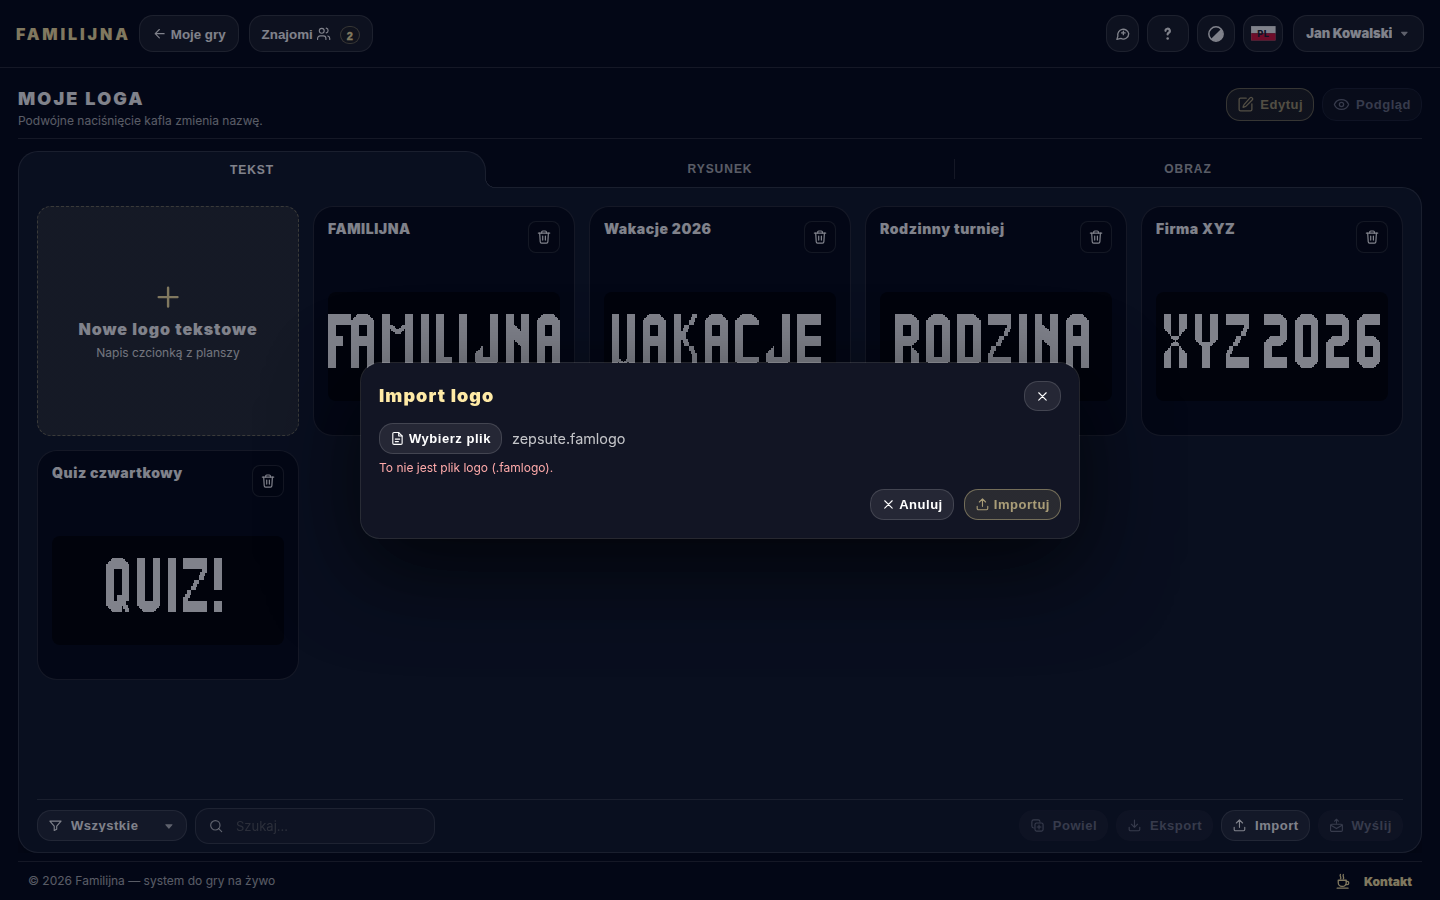 FAMILIJNA
Moje gry
Znajomi 2
?
PL
Jan Kowalski
MOJE LOGA
Podwójne naciśnięcie kafla zmienia nazwę.
Edytuj
Podgląd
TEKST
RYSUNEK
OBRAZ
Nowe logo tekstowe
Napis czcionką z planszy
FAMILIJNA
FAMILIJNA
Wakacje 2026
WAKACJE
Rodzinny turniej
RODZINA
Firma XYZ
XYZ 2026
Import logo
Wybierz plik
zepsute.famlogo
To nie jest plik logo (.famlogo).
Anuluj
Importuj
Quiz czwartkowy
QUIZ!
Wszystkie
Szukaj...
Powiel
Eksport
Import
Wyślij
© 2026 Familijna — system do gry na żywo
Kontakt